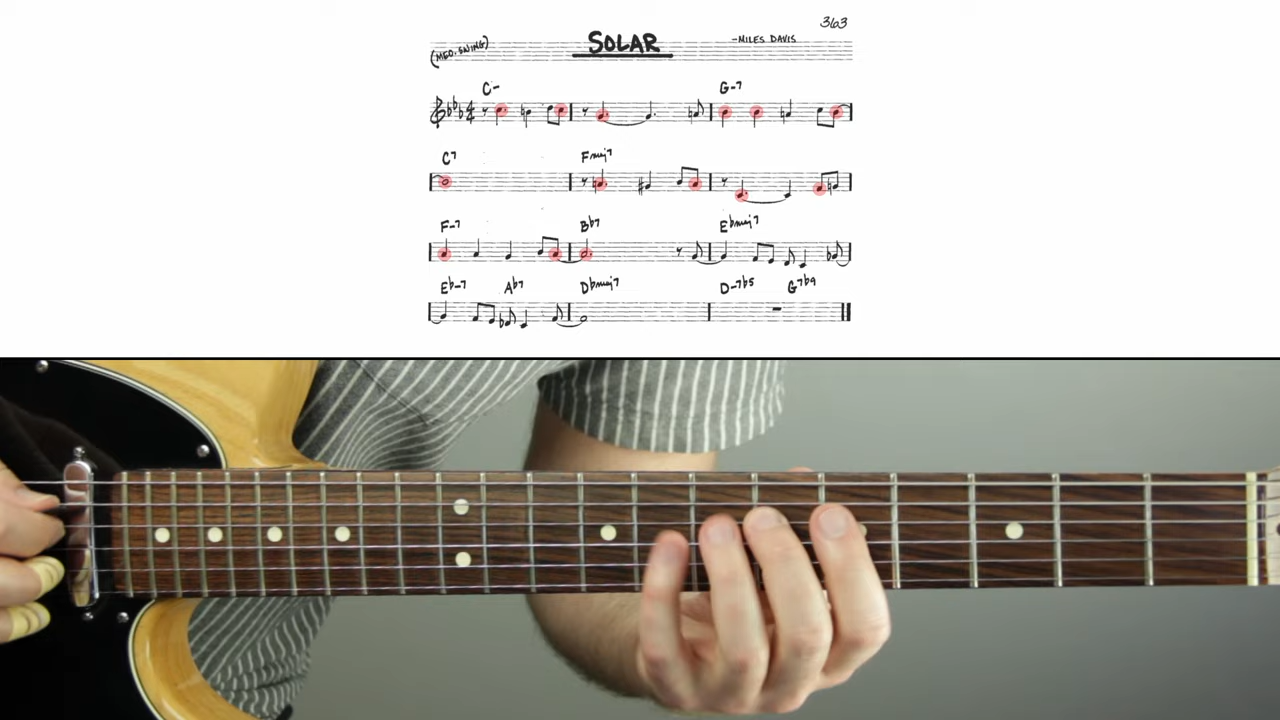 363
(MED. SWING) SOLAR -MILES DAVIS
C- G-7
C7 Fmaj7
F-7 Bb7 Ebmaj7
Eb-7 Ab7 Dbmaj7 D-7b5 G7b9